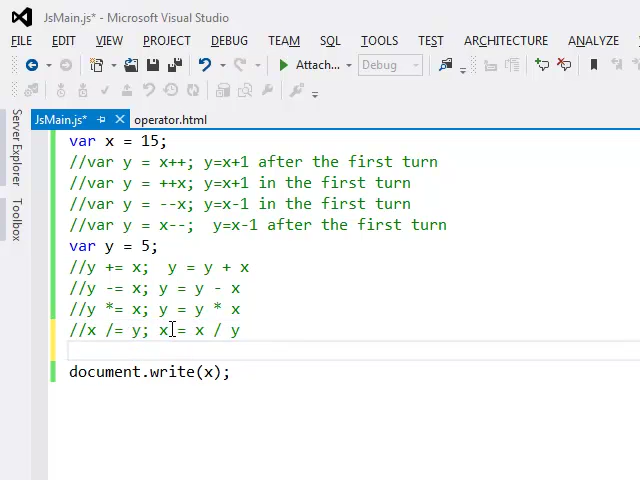 JsMain.js* - Microsoft Visual Studio
FILE EDIT VIEW PROJECT DEBUG TEAM SQL TOOLS TEST ARCHITECTURE ANALYZE
Attach... Debug
Server Explorer
Toolbox
JsMain.js* operator.html
var x = 15;
//var y = x++; y=x+1 after the first turn
//var y = ++x; y=x+1 in the first turn
//var y = --x; y=x-1 in the first turn
//var y = x--;  y=x-1 after the first turn
var y = 5;
//y += x;  y = y + x
//y -= x; y = y - x
//y *= x; y = y * x
//x /= y; x = x / y
document.write(x);